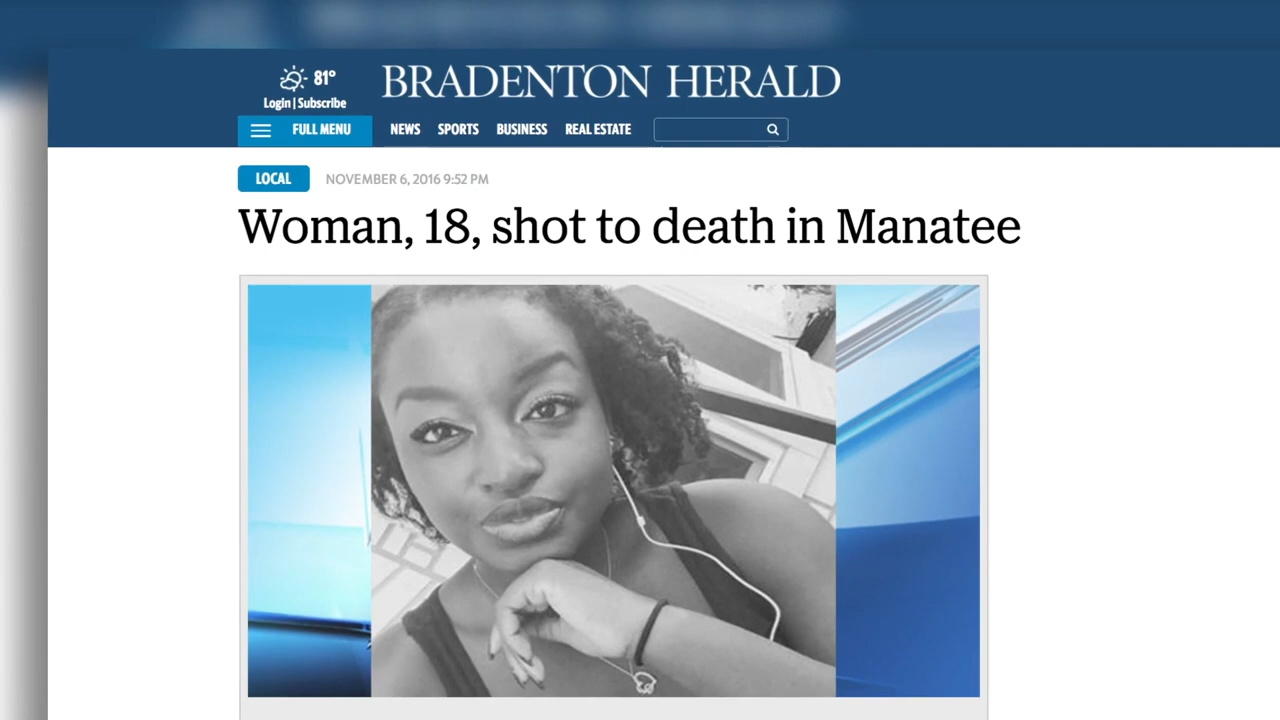 81°
BRADENTON HERALD
Login | Subscribe
FULL MENU NEWS SPORTS BUSINESS REAL ESTATE
LOCAL NOVEMBER 6, 2016 9:52 PM
Woman, 18, shot to death in Manatee